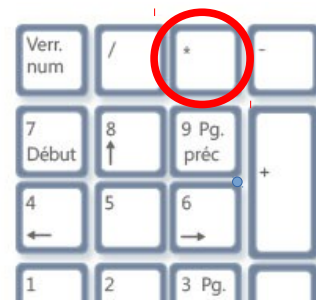 Verr.
num
/
*
-
7
Début
8
↑
9 Pg.
préc
+
4
←
5
6
→
1
2
3 Pg.